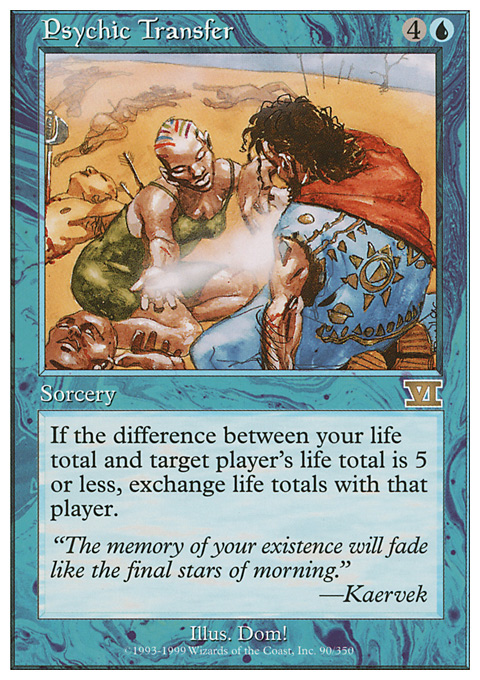 Psychic Transfer 4
Sorcery VI
If the difference between your life
total and target player's life total is 5
or less, exchange life totals with that
player.
“The memory of your existence will fade
like the final stars of morning.”
—Kaervek
Illus. Dom!
©1993-1999 Wizards of the Coast, Inc. 90/350